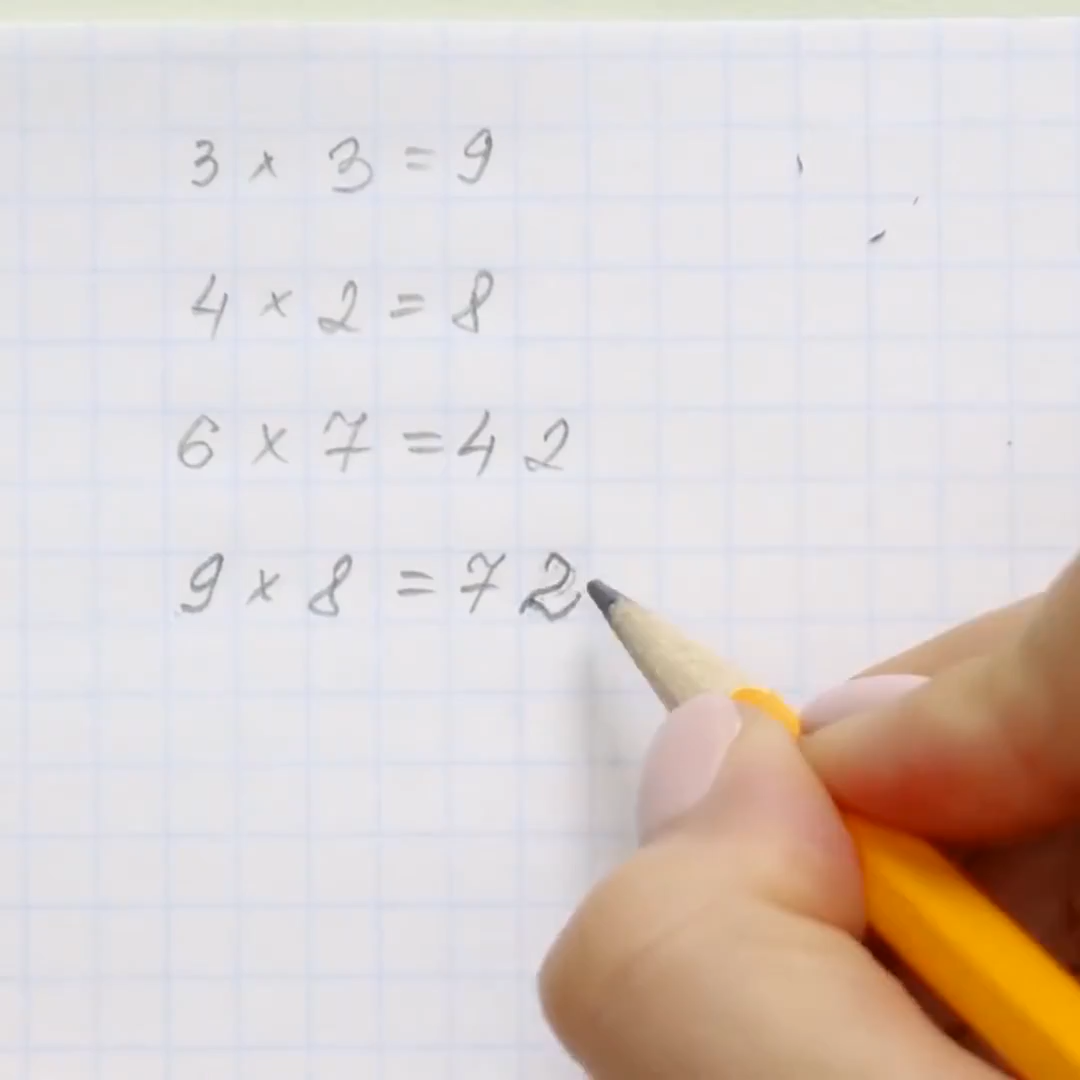 3 × 3 = 9
4 × 2 = 8
6 × 7 = 42
9 × 8 = 72